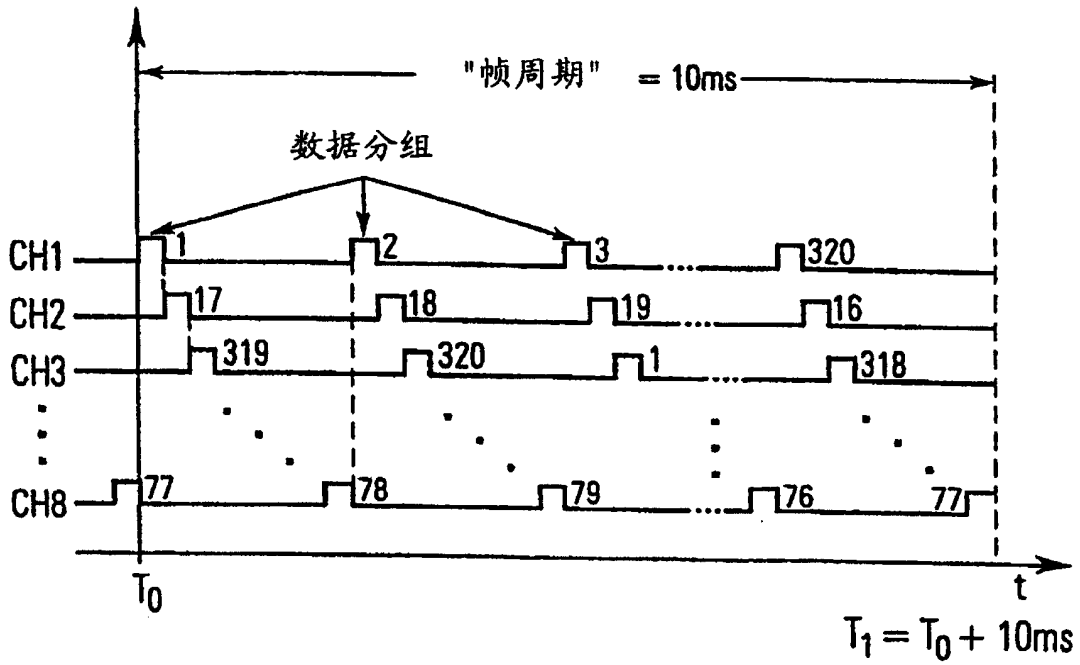 "帧周期" = 10ms
数据分组
CH1 1 2 3 320
CH2 17 18 19 16
CH3 319 320 1 318
CH8 77 78 79 76 77
T0 t
T1 = T0 + 10ms